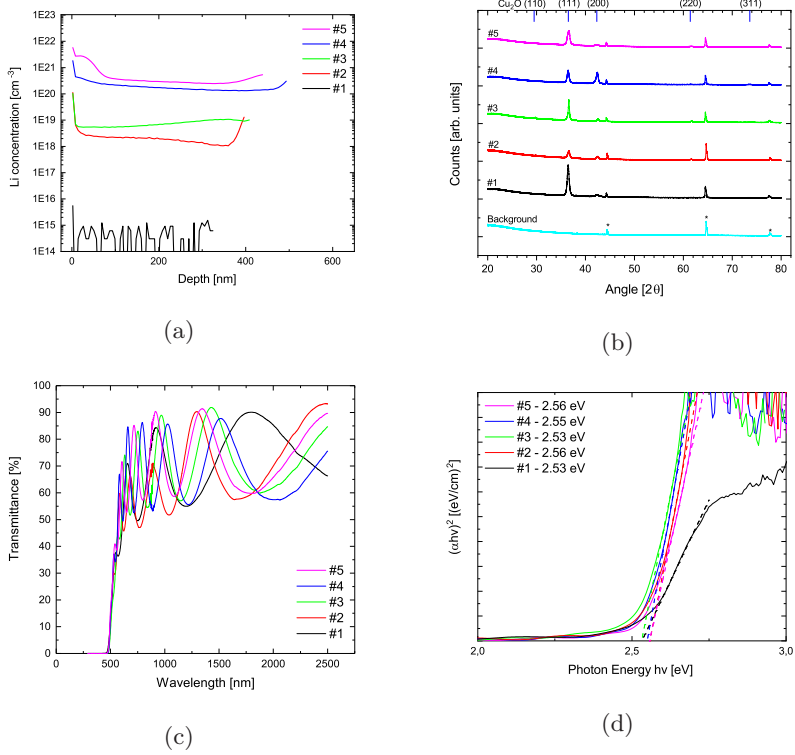 1E23
1E22
1E21
1E20
1E19
1E18
1E17
1E16
1E15
1E14
Li concentration [cm⁻³]
0
200
400
600
Depth [nm]
#5
#4
#3
#2
#1
(a)
Cu₂O (110)
(111)
(200)
(220)
(311)
#5
#4
#3
#2
#1
Background
*
*
*
Counts [arb. units]
20
30
40
50
60
70
80
Angle [2θ]
(b)
100
90
80
70
60
50
40
30
20
10
0
Transmittance [%]
0
500
1000
1500
2000
2500
Wavelength [nm]
#5
#4
#3
#2
#1
(c)
#5 - 2.56 eV
#4 - 2.55 eV
#3 - 2.53 eV
#2 - 2.56 eV
#1 - 2.53 eV
(αhν)² [(eV/cm)²]
2,0
2,5
3,0
Photon Energy hν [eV]
(d)